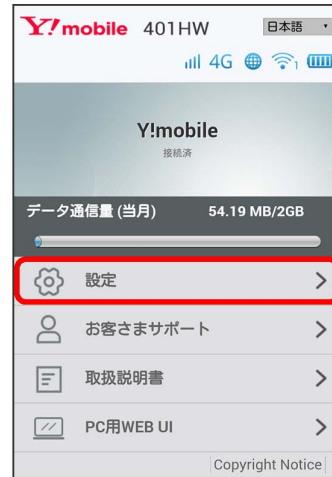 Y!mobile 401HW 日本語
4G 1
Y!mobile
接続済
データ通信量 (当月) 54.19 MB/2GB
設定
お客さまサポート
取扱説明書
PC用WEB UI
Copyright Notice